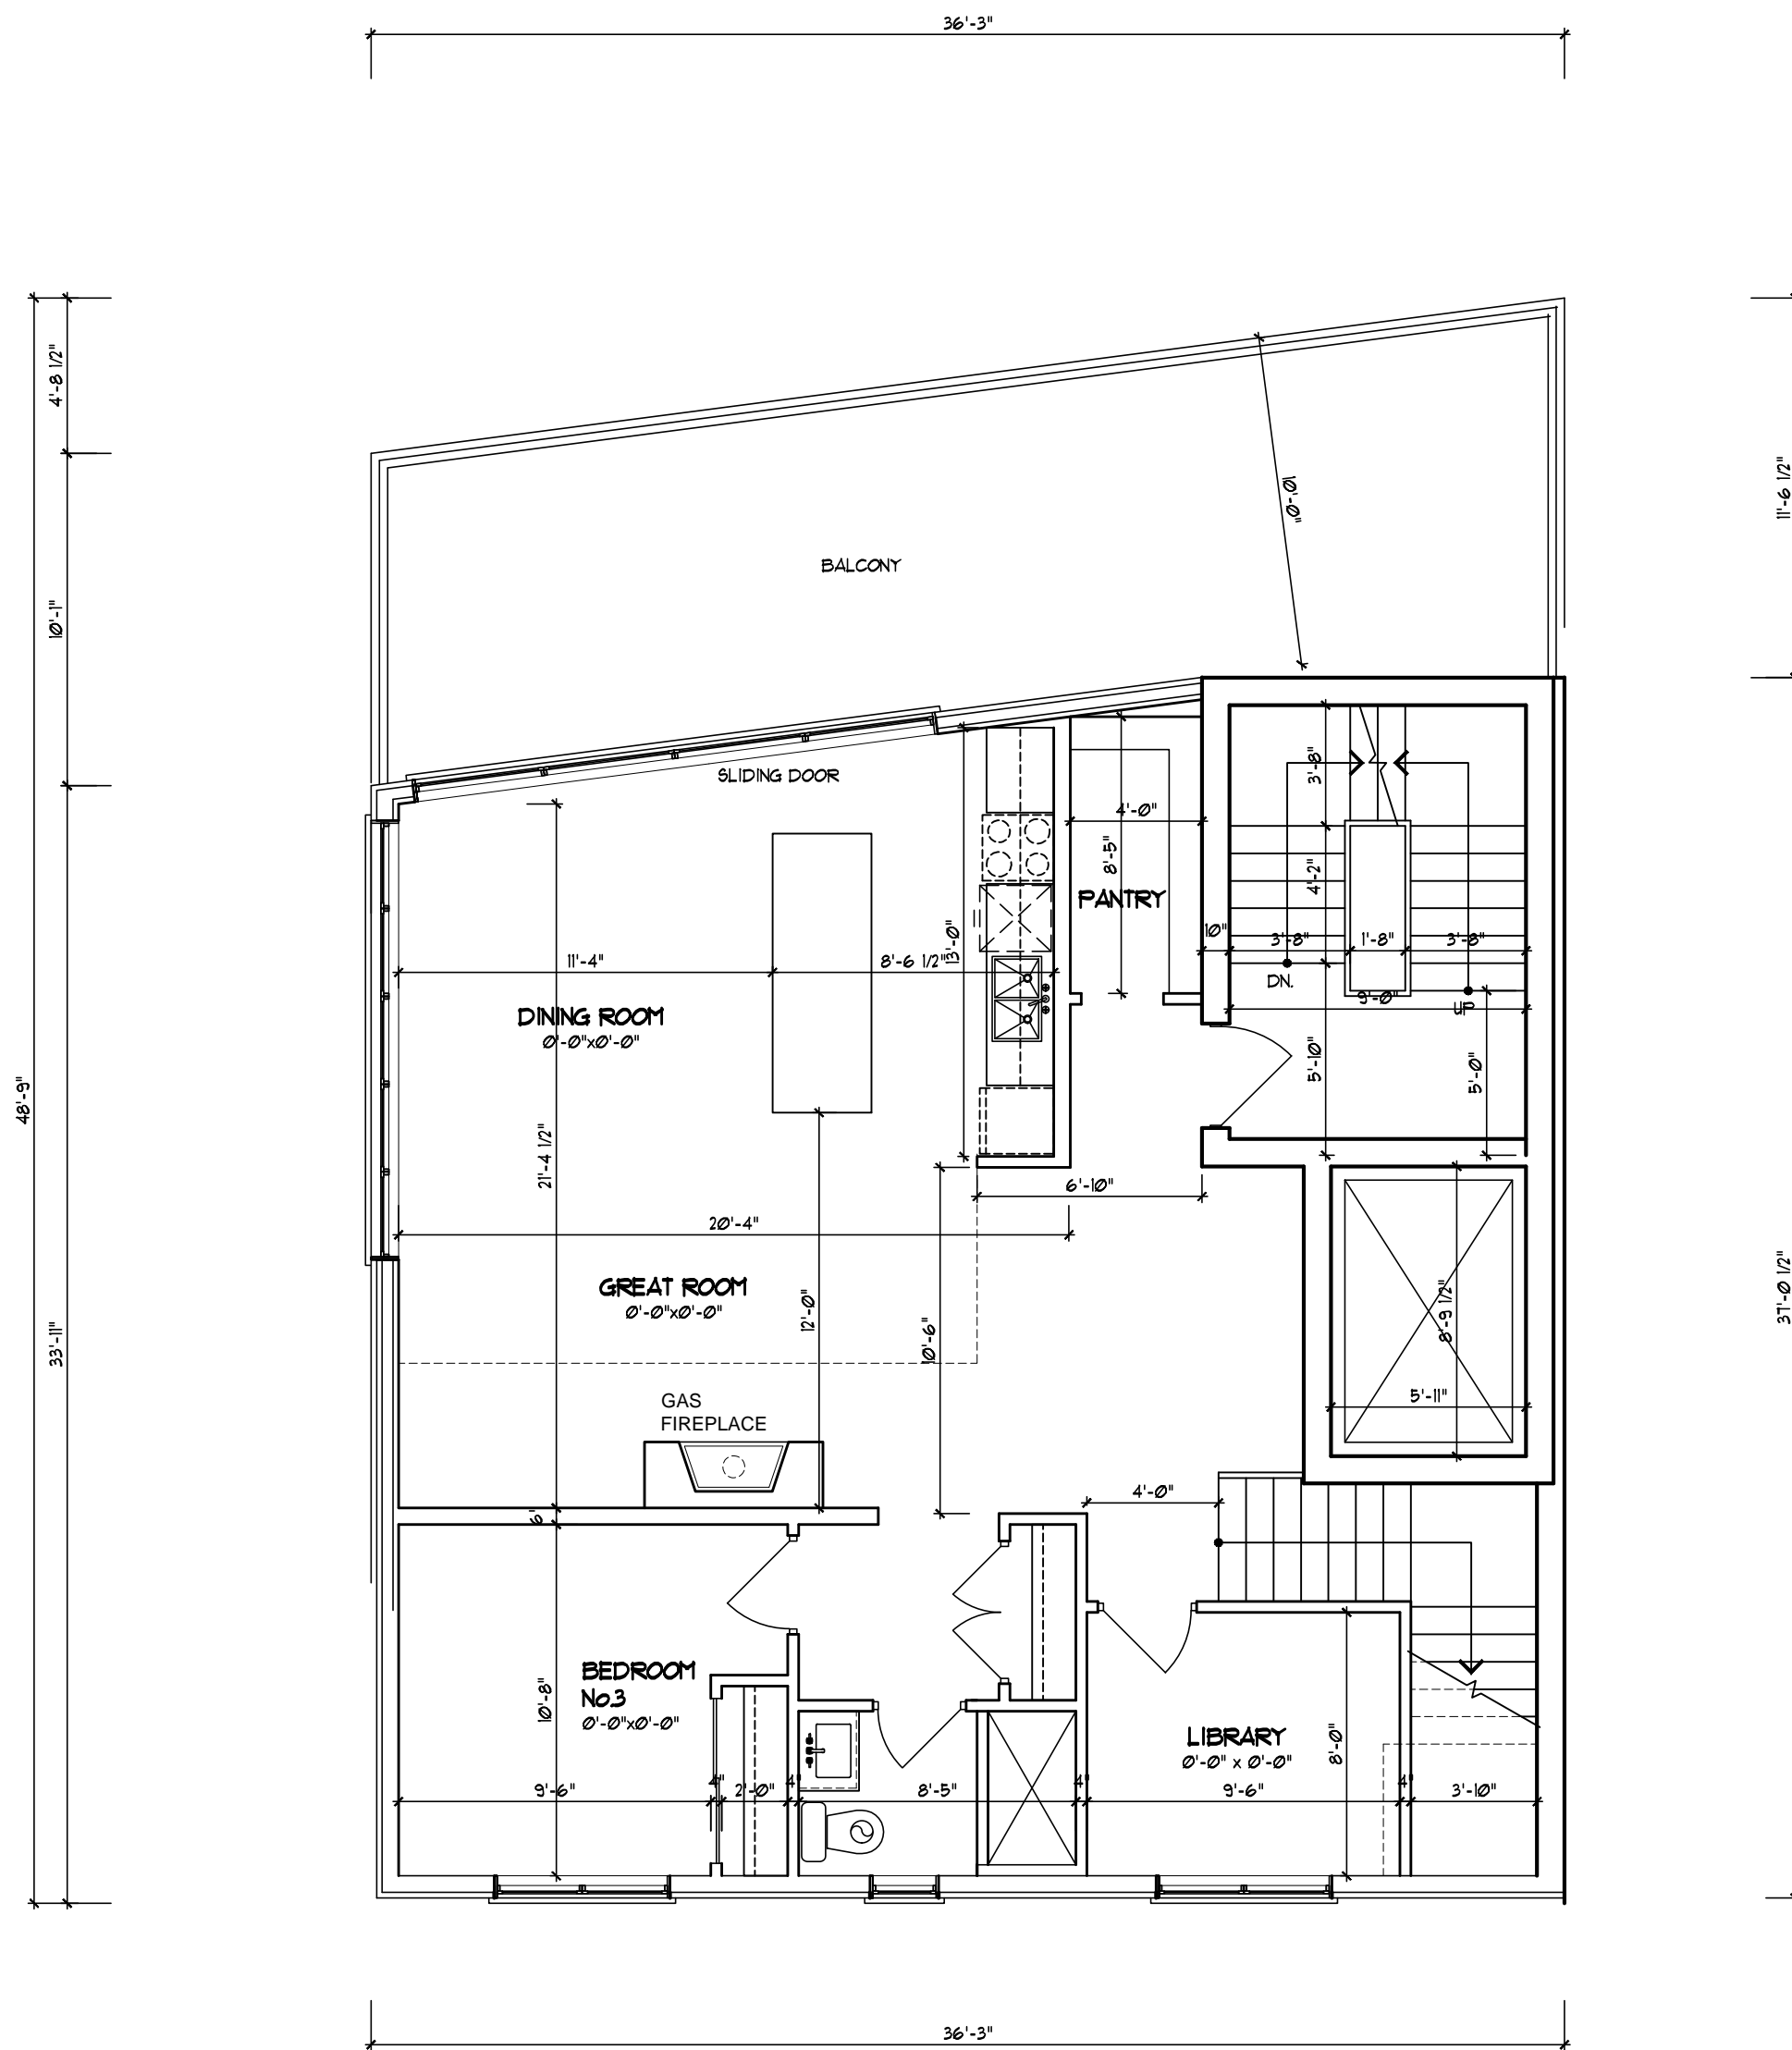 36'-3"
4'-8 1/2"
10'-1"
33'-11"
48'-9"
11'-6 1/2"
37'-0 1/2"
10'-0"
BALCONY
SLIDING DOOR
3'-8"
4'-0"
8'-5"
4'-2"
PANTRY
10"
3'-8"
1'-8"
3'-8"
13'-0"
11'-4"
8'-6 1/2"
DN.
up
9'-0"
DINING ROOM
0'-0"x0'-0"
5'-10"
5'-0"
21'-4 1/2"
6'-10"
20'-4"
GREAT ROOM
0'-0"x0'-0"
12'-0"
10'-6"
8'-9 1/2"
5'-11"
GAS
FIREPLACE
4'-0"
6"
BEDROOM
No.3
0'-0"x0'-0"
10'-8"
LIBRARY
0'-0" x 0'-0"
8'-0"
9'-6"
4"
2'-0"
4"
8'-5"
4"
9'-6"
4"
3'-10"
36'-3"